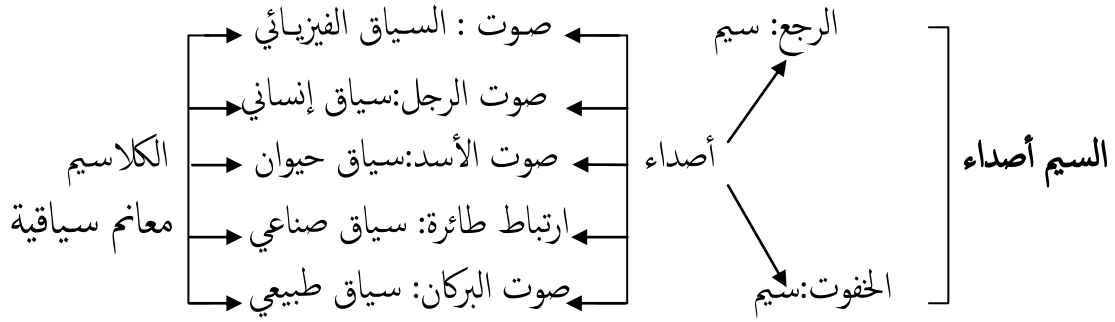 الرجع: سيم
صوت : السياق الفيزيائي
صوت الرجل:سياق إنساني
السيم أصداء
أصداء
صوت الأسد:سياق حيوان
الكلاسيم
ارتباط طائرة: سياق صناعي
معانم سياقية
الخفوت:سيم
صوت البركان: سياق طبيعي